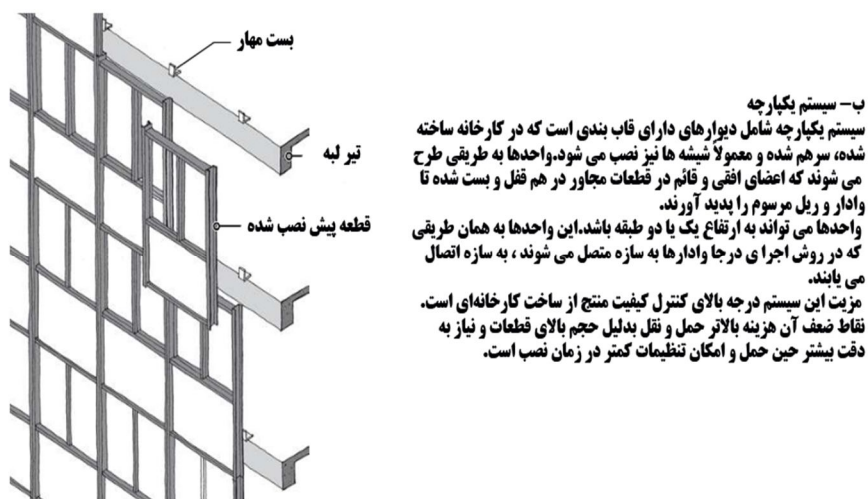 بست مهار
تیر لبه
قطعه پیش نصب شده
ب- سیستم یکپارچه
سیستم یکپارچه شامل دیوارهای دارای قاب بندی است که در کارخانه ساخته
شده، سرهم شده و معمولاً شیشه ها نیز نصب می شود.واحدها به طریقی طرح
می شوند که اعضای افقی و قائم در قطعات مجاور در هم قفل و بست شده تا
وادار و ریل مرسوم را پدید آورند.
واحدها می تواند به ارتفاع یک یا دو طبقه باشد.این واحدها به همان طریقی
که در روش اجرا ی درجا وادارها به سازه متصل می شوند ، به سازه اتصال
می یابند.
مزیت این سیستم درجه بالای کنترل کیفیت منتج از ساخت کارخانه‌ای است.
نقاط ضعف آن هزینه بالاتر حمل و نقل بدلیل حجم بالای قطعات و نیاز به
دقت بیشتر حین حمل و امکان تنظیمات کمتر در زمان نصب است.